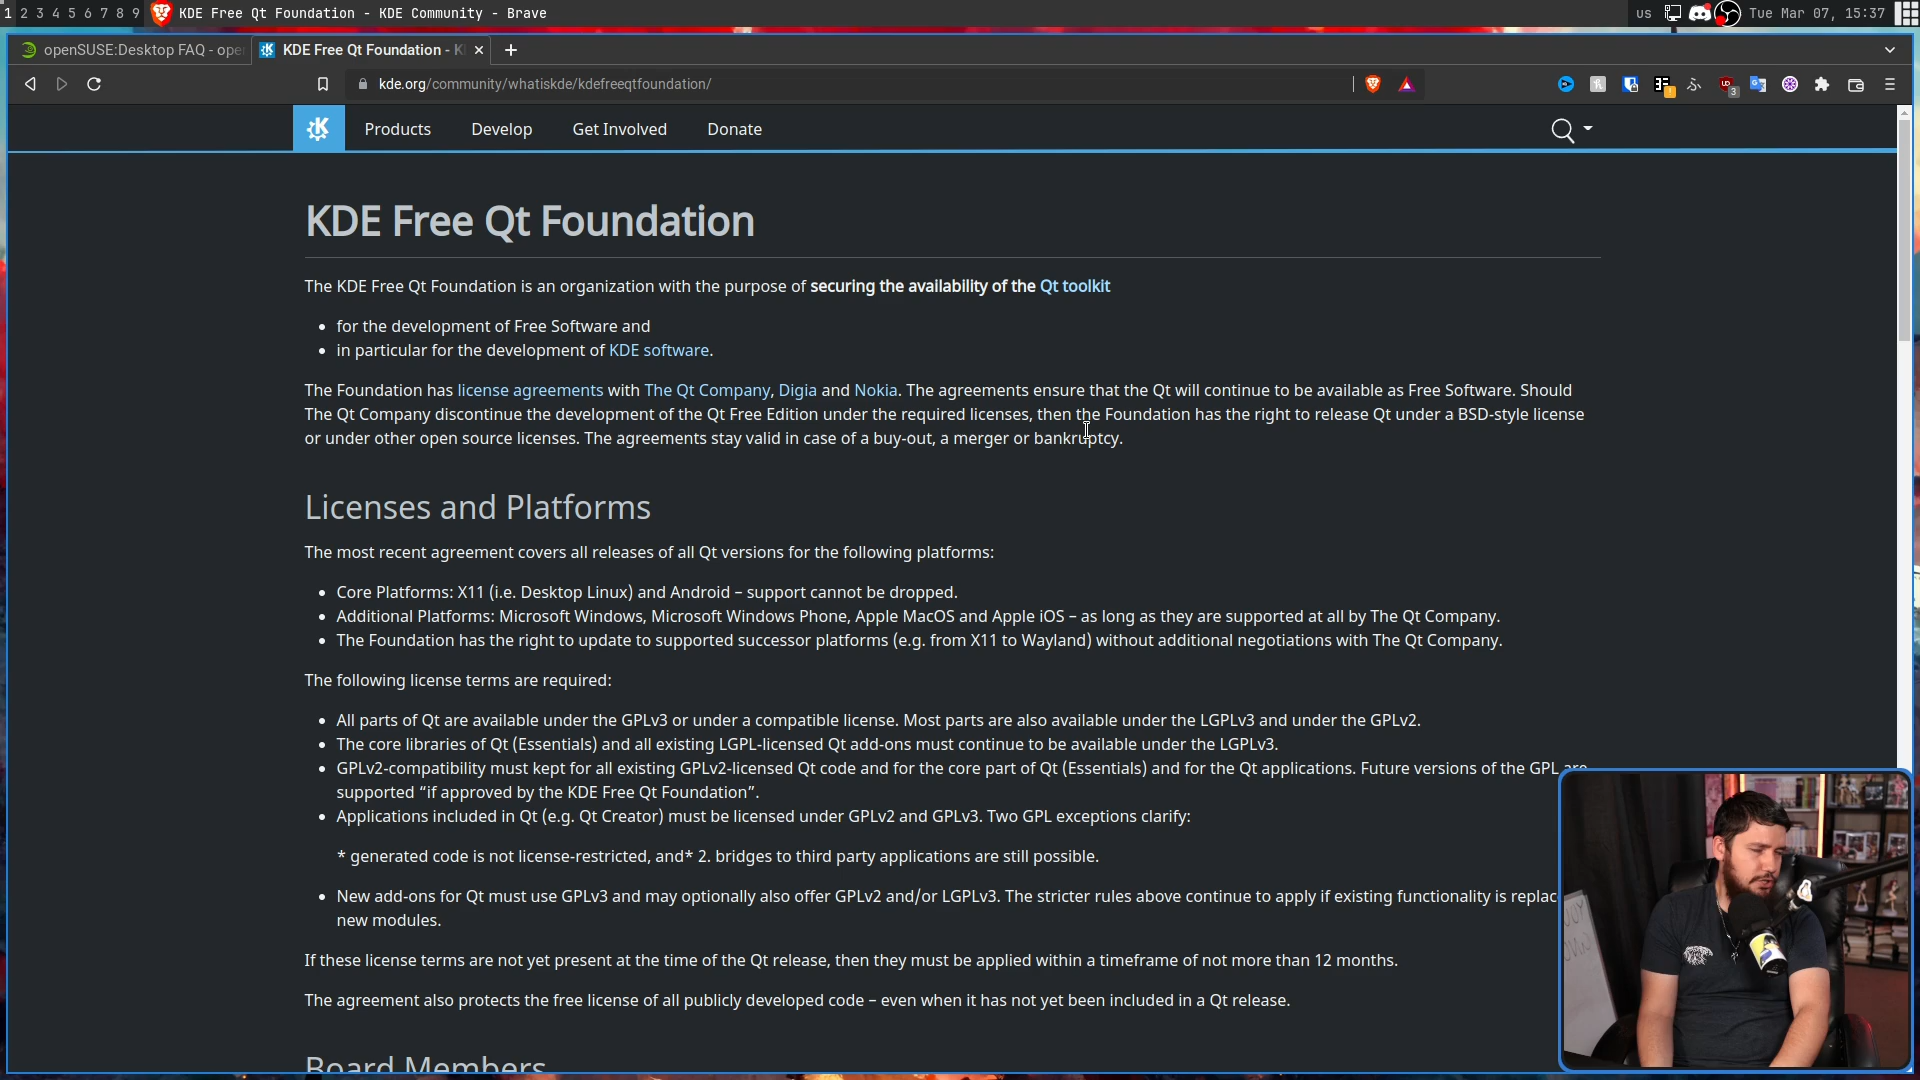 1 2 3 4 5 6 7 8 9 KDE Free Qt Foundation - KDE Community - Brave us Tue Mar 07, 15:37
openSUSE:Desktop FAQ - ope KDE Free Qt Foundation - K
kde.org/community/whatiskde/kdefreeqtfoundation/
Products Develop Get Involved Donate
KDE Free Qt Foundation
The KDE Free Qt Foundation is an organization with the purpose of securing the availability of the Qt toolkit
• for the development of Free Software and
• in particular for the development of KDE software.
The Foundation has license agreements with The Qt Company, Digia and Nokia. The agreements ensure that the Qt will continue to be available as Free Software. Should
The Qt Company discontinue the development of the Qt Free Edition under the required licenses, then the Foundation has the right to release Qt under a BSD-style license
or under other open source licenses. The agreements stay valid in case of a buy-out, a merger or bankruptcy.
Licenses and Platforms
The most recent agreement covers all releases of all Qt versions for the following platforms:
• Core Platforms: X11 (i.e. Desktop Linux) and Android – support cannot be dropped.
• Additional Platforms: Microsoft Windows, Microsoft Windows Phone, Apple MacOS and Apple iOS – as long as they are supported at all by The Qt Company.
• The Foundation has the right to update to supported successor platforms (e.g. from X11 to Wayland) without additional negotiations with The Qt Company.
The following license terms are required:
• All parts of Qt are available under the GPLv3 or under a compatible license. Most parts are also available under the LGPLv3 and under the GPLv2.
• The core libraries of Qt (Essentials) and all existing LGPL-licensed Qt add-ons must continue to be available under the LGPLv3.
• GPLv2-compatibility must kept for all existing GPLv2-licensed Qt code and for the core part of Qt (Essentials) and for the Qt applications. Future versions of the GPL are
supported “if approved by the KDE Free Qt Foundation”.
• Applications included in Qt (e.g. Qt Creator) must be licensed under GPLv2 and GPLv3. Two GPL exceptions clarify:
* generated code is not license-restricted, and* 2. bridges to third party applications are still possible.
• New add-ons for Qt must use GPLv3 and may optionally also offer GPLv2 and/or LGPLv3. The stricter rules above continue to apply if existing functionality is replac
new modules.
If these license terms are not yet present at the time of the Qt release, then they must be applied within a timeframe of not more than 12 months.
The agreement also protects the free license of all publicly developed code – even when it has not yet been included in a Qt release.
Board Members